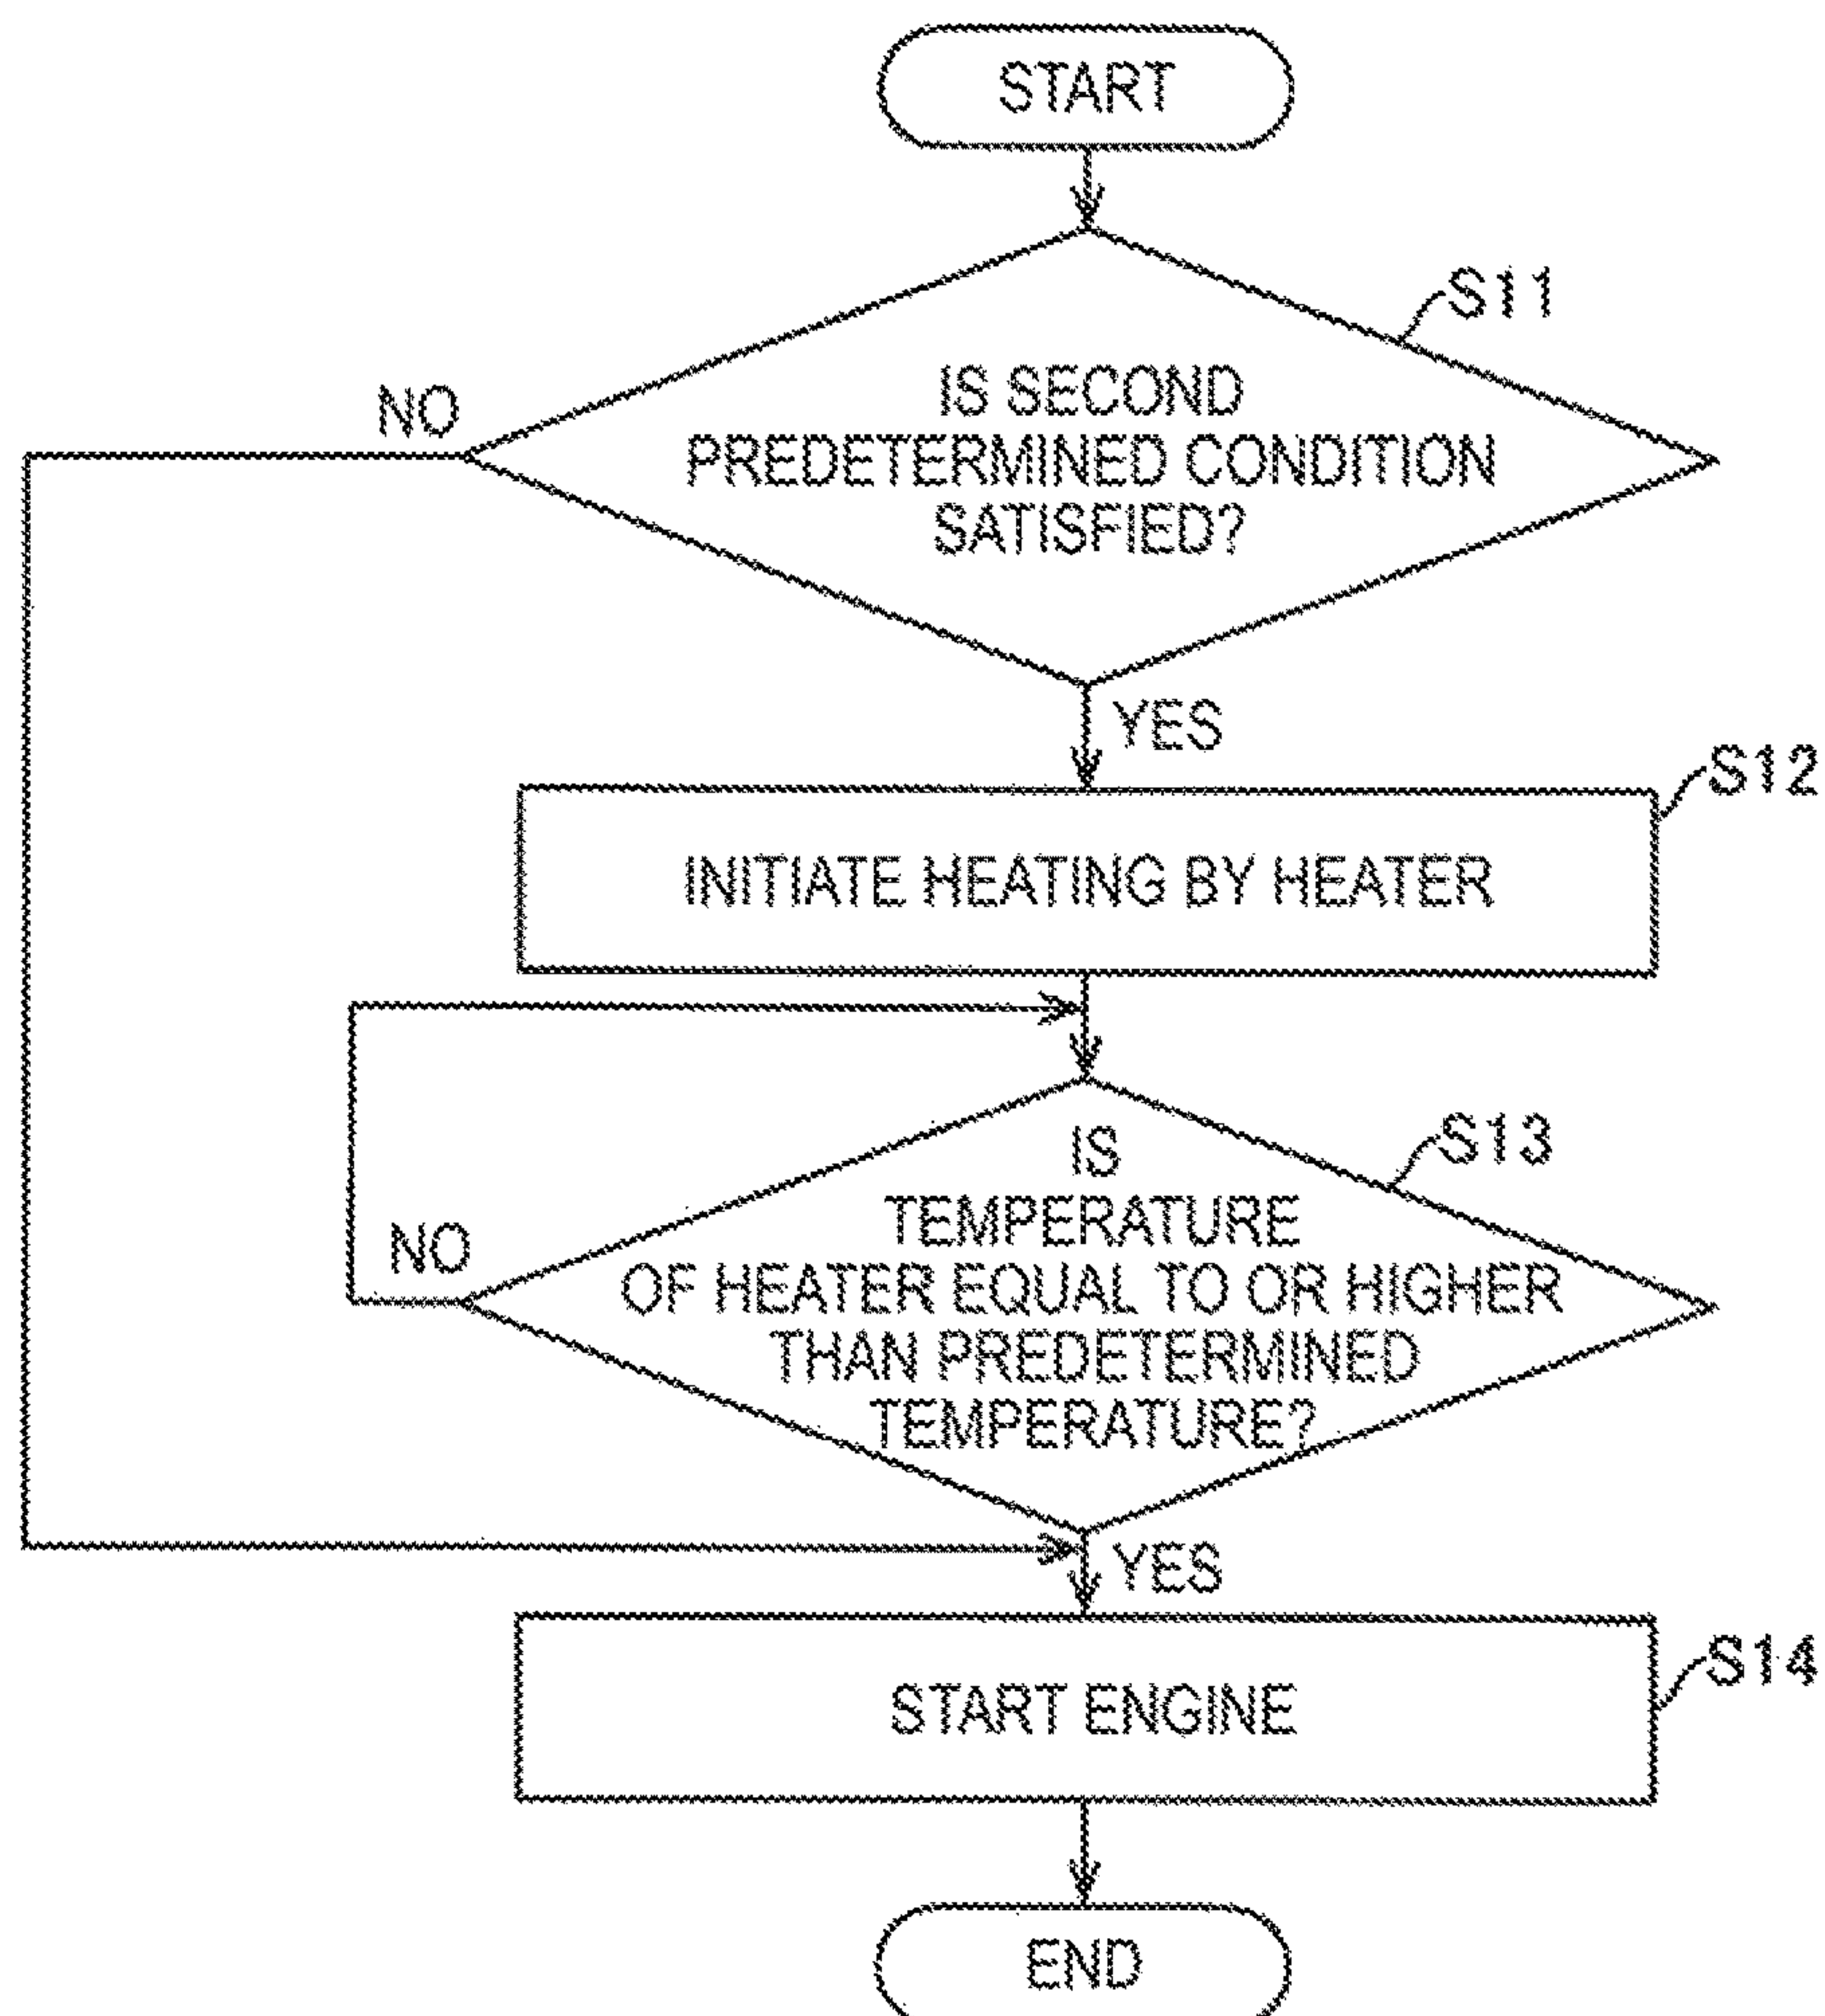 START
S11
NO
IS SECOND
PREDETERMINED CONDITION
SATISFIED?
YES
S12
INITIATE HEATING BY HEATER
S13
IS
TEMPERATURE
NO
OF HEATER EQUAL TO OR HIGHER
THAN PREDETERMINED
TEMPERATURE?
YES
S14
START ENGINE
END